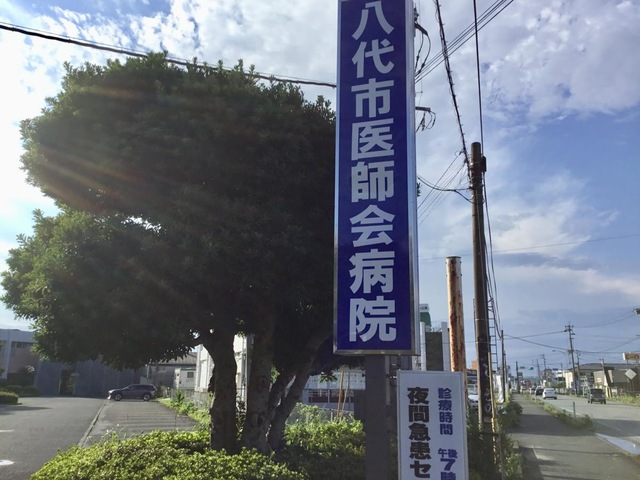 八代市医師会病院
診療時間
午後7時
夜間急患セ